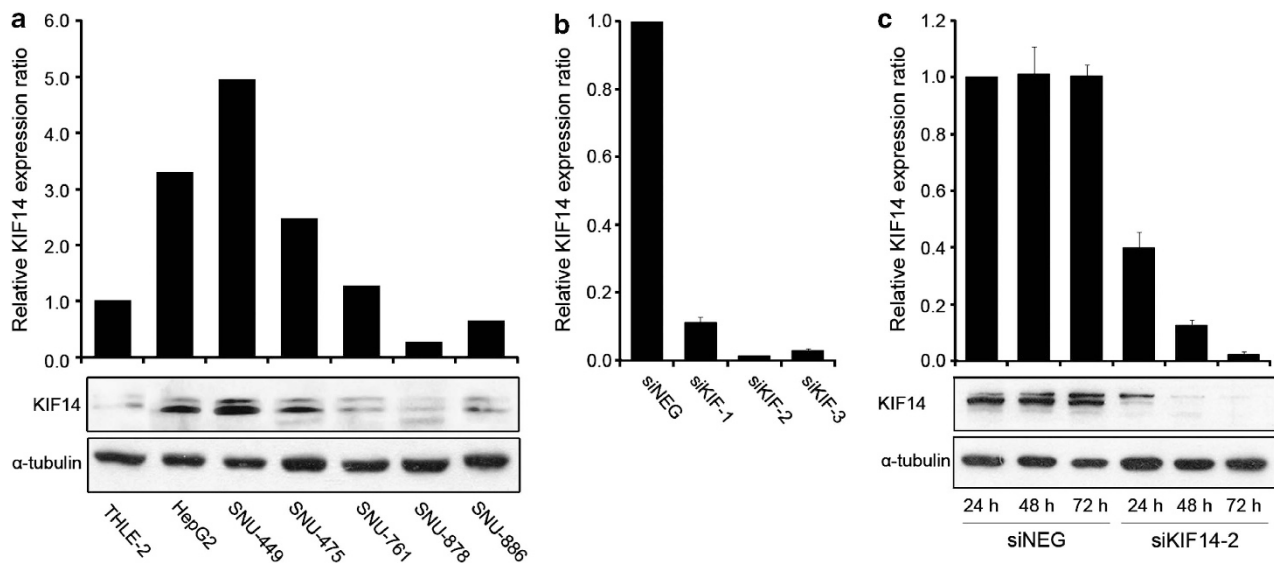 a
Relative KIF14 expression ratio
6.0
5.0
4.0
3.0
2.0
1.0
0.0
KIF14
α-tubulin
THLE-2
HepG2
SNU-449
SNU-475
SNU-761
SNU-878
SNU-886
b
Relative KIF14 expression ratio
1.0
0.8
0.6
0.4
0.2
0.0
siNEG
siKIF-1
siKIF-2
siKIF-3
c
Relative KIF14 expression ratio
1.2
1.0
0.8
0.6
0.4
0.2
0.0
KIF14
α-tubulin
24 h 48 h 72 h 24 h 48 h 72 h
siNEG siKIF14-2